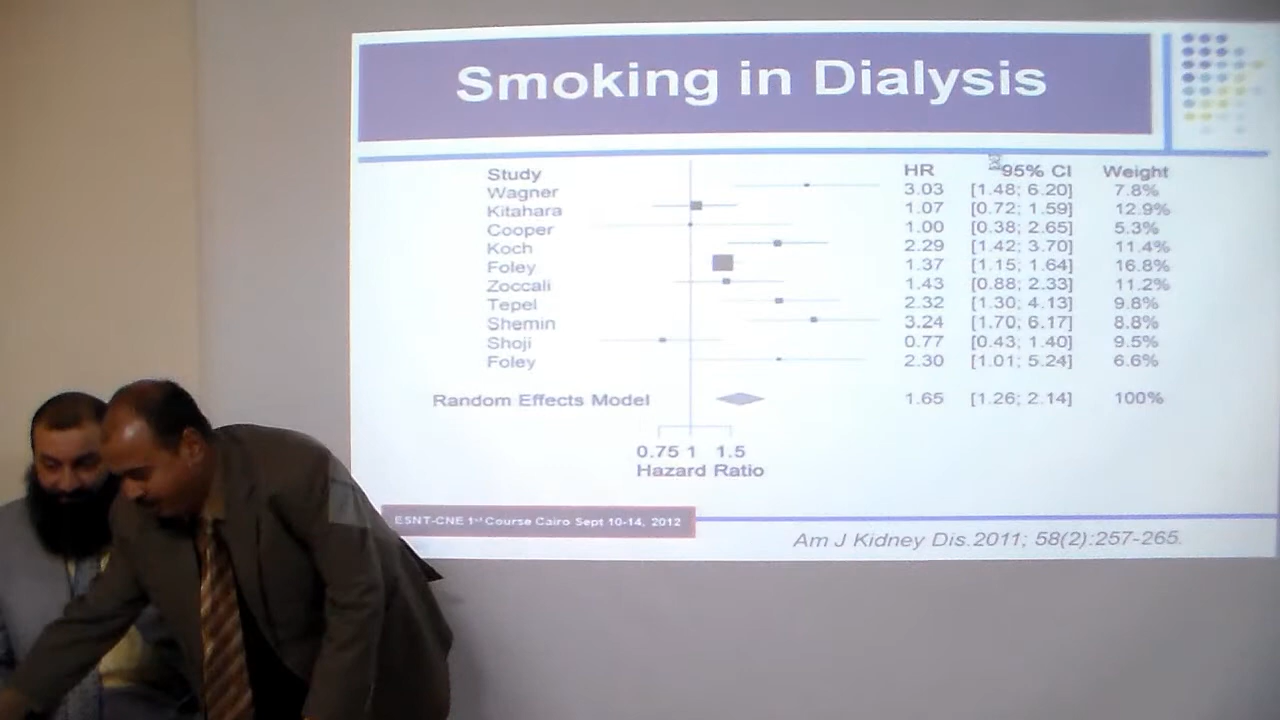 Smoking in Dialysis
Study HR 95% CI Weight
Wagner 3.03 [1.48; 6.20] 7.8%
Kitahara 1.07 [0.72; 1.59] 12.9%
Cooper 1.00 [0.38; 2.65] 5.3%
Koch 2.29 [1.42; 3.70] 11.4%
Foley 1.37 [1.15; 1.64] 16.8%
Zoccali 1.43 [0.88; 2.33] 11.2%
Tepel 2.32 [1.30; 4.13] 9.8%
Shemin 3.24 [1.70; 6.17] 8.8%
Shoji 0.77 [0.43; 1.40] 9.5%
Foley 2.30 [1.01; 5.24] 6.6%
Random Effects Model 1.65 [1.26; 2.14] 100%
0.75 1 1.5
Hazard Ratio
ESNT-CNE 1st Course Cairo Sept 10-14, 2012
Am J Kidney Dis.2011; 58(2):257-265.